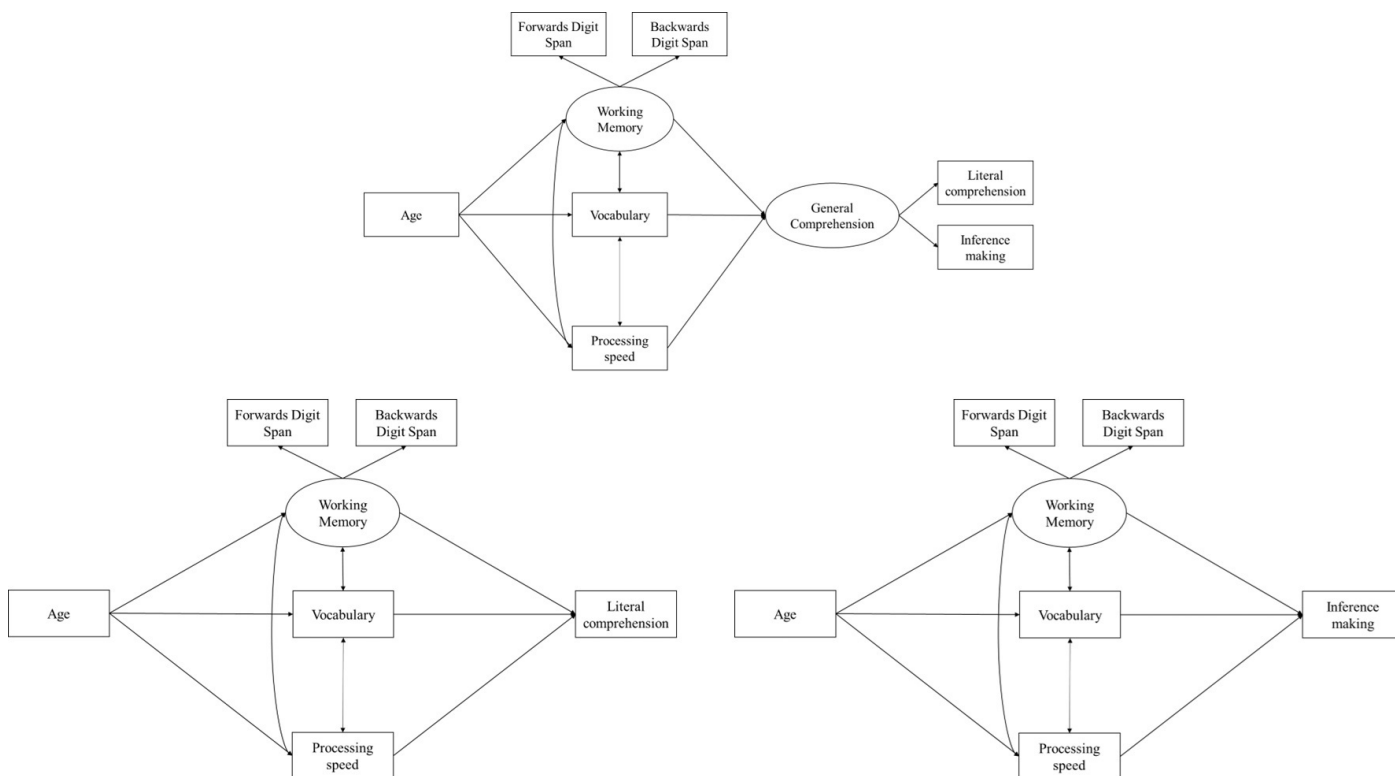 Forwards Digit
Span
Backwards
Digit Span
Working
Memory
Age
Vocabulary
Processing
speed
General
Comprehension
Literal
comprehension
Inference
making
Forwards Digit
Span
Backwards
Digit Span
Working
Memory
Age
Vocabulary
Processing
speed
Literal
comprehension
Forwards Digit
Span
Backwards
Digit Span
Working
Memory
Age
Vocabulary
Processing
speed
Inference
making